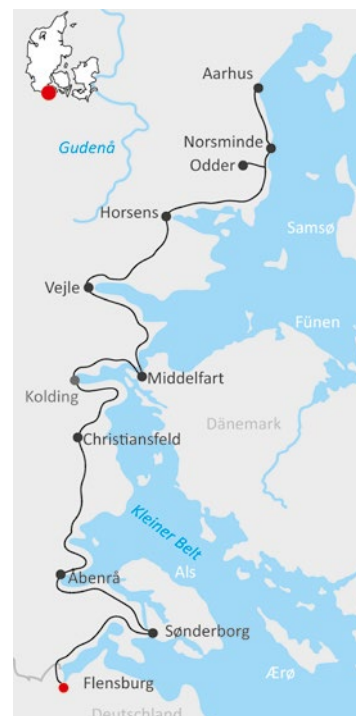 Aarhus
Gudenå
Norsminde
Odder
Horsens
Samsø
Vejle
Fünen
Middelfart
Kolding
Dänemark
Christiansfeld
Kleiner Belt
Als
Åbenrå
Sønderborg
Ærø
Flensburg
Deutschland